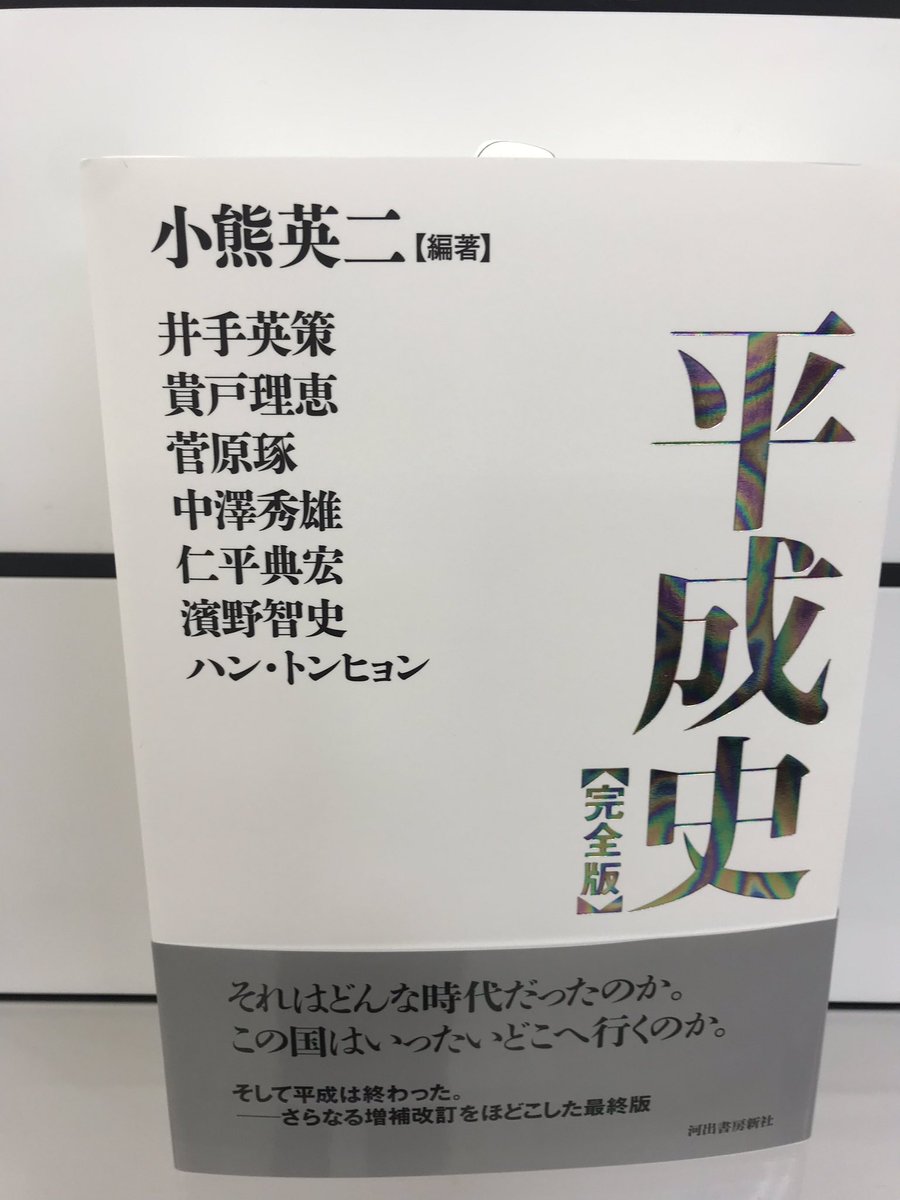 小熊英二【編著】
井手英策
貴戸理恵
菅原琢
中澤秀雄
仁平典宏
濱野智史
ハン・トンヒョン
平成史
【完全版】
それはどんな時代だったのか。
この国はいったいどこへ行くのか。
そして平成は終わった。
――さらなる増補改訂をほどこした最終版
河出書房新社